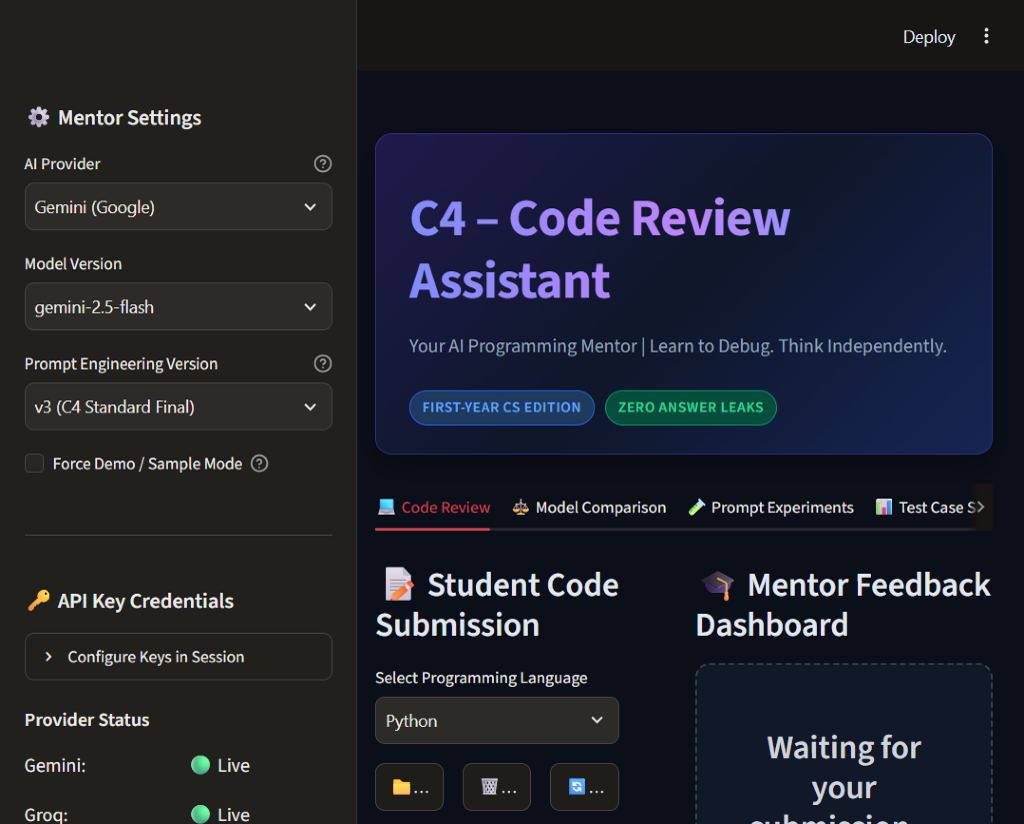 Deploy
Mentor Settings
AI Provider
Gemini (Google)
Model Version
gemini-2.5-flash
Prompt Engineering Version
v3 (C4 Standard Final)
Force Demo / Sample Mode
API Key Credentials
Configure Keys in Session
Provider Status
Gemini: Live
Groq: Live
C4 – Code Review
Assistant
Your AI Programming Mentor | Learn to Debug. Think Independently.
FIRST-YEAR CS EDITION ZERO ANSWER LEAKS
Code Review Model Comparison Prompt Experiments Test Case S
Student Code
Submission
Select Programming Language
Python
... ... ...
Mentor Feedback
Dashboard
Waiting for
your
submission